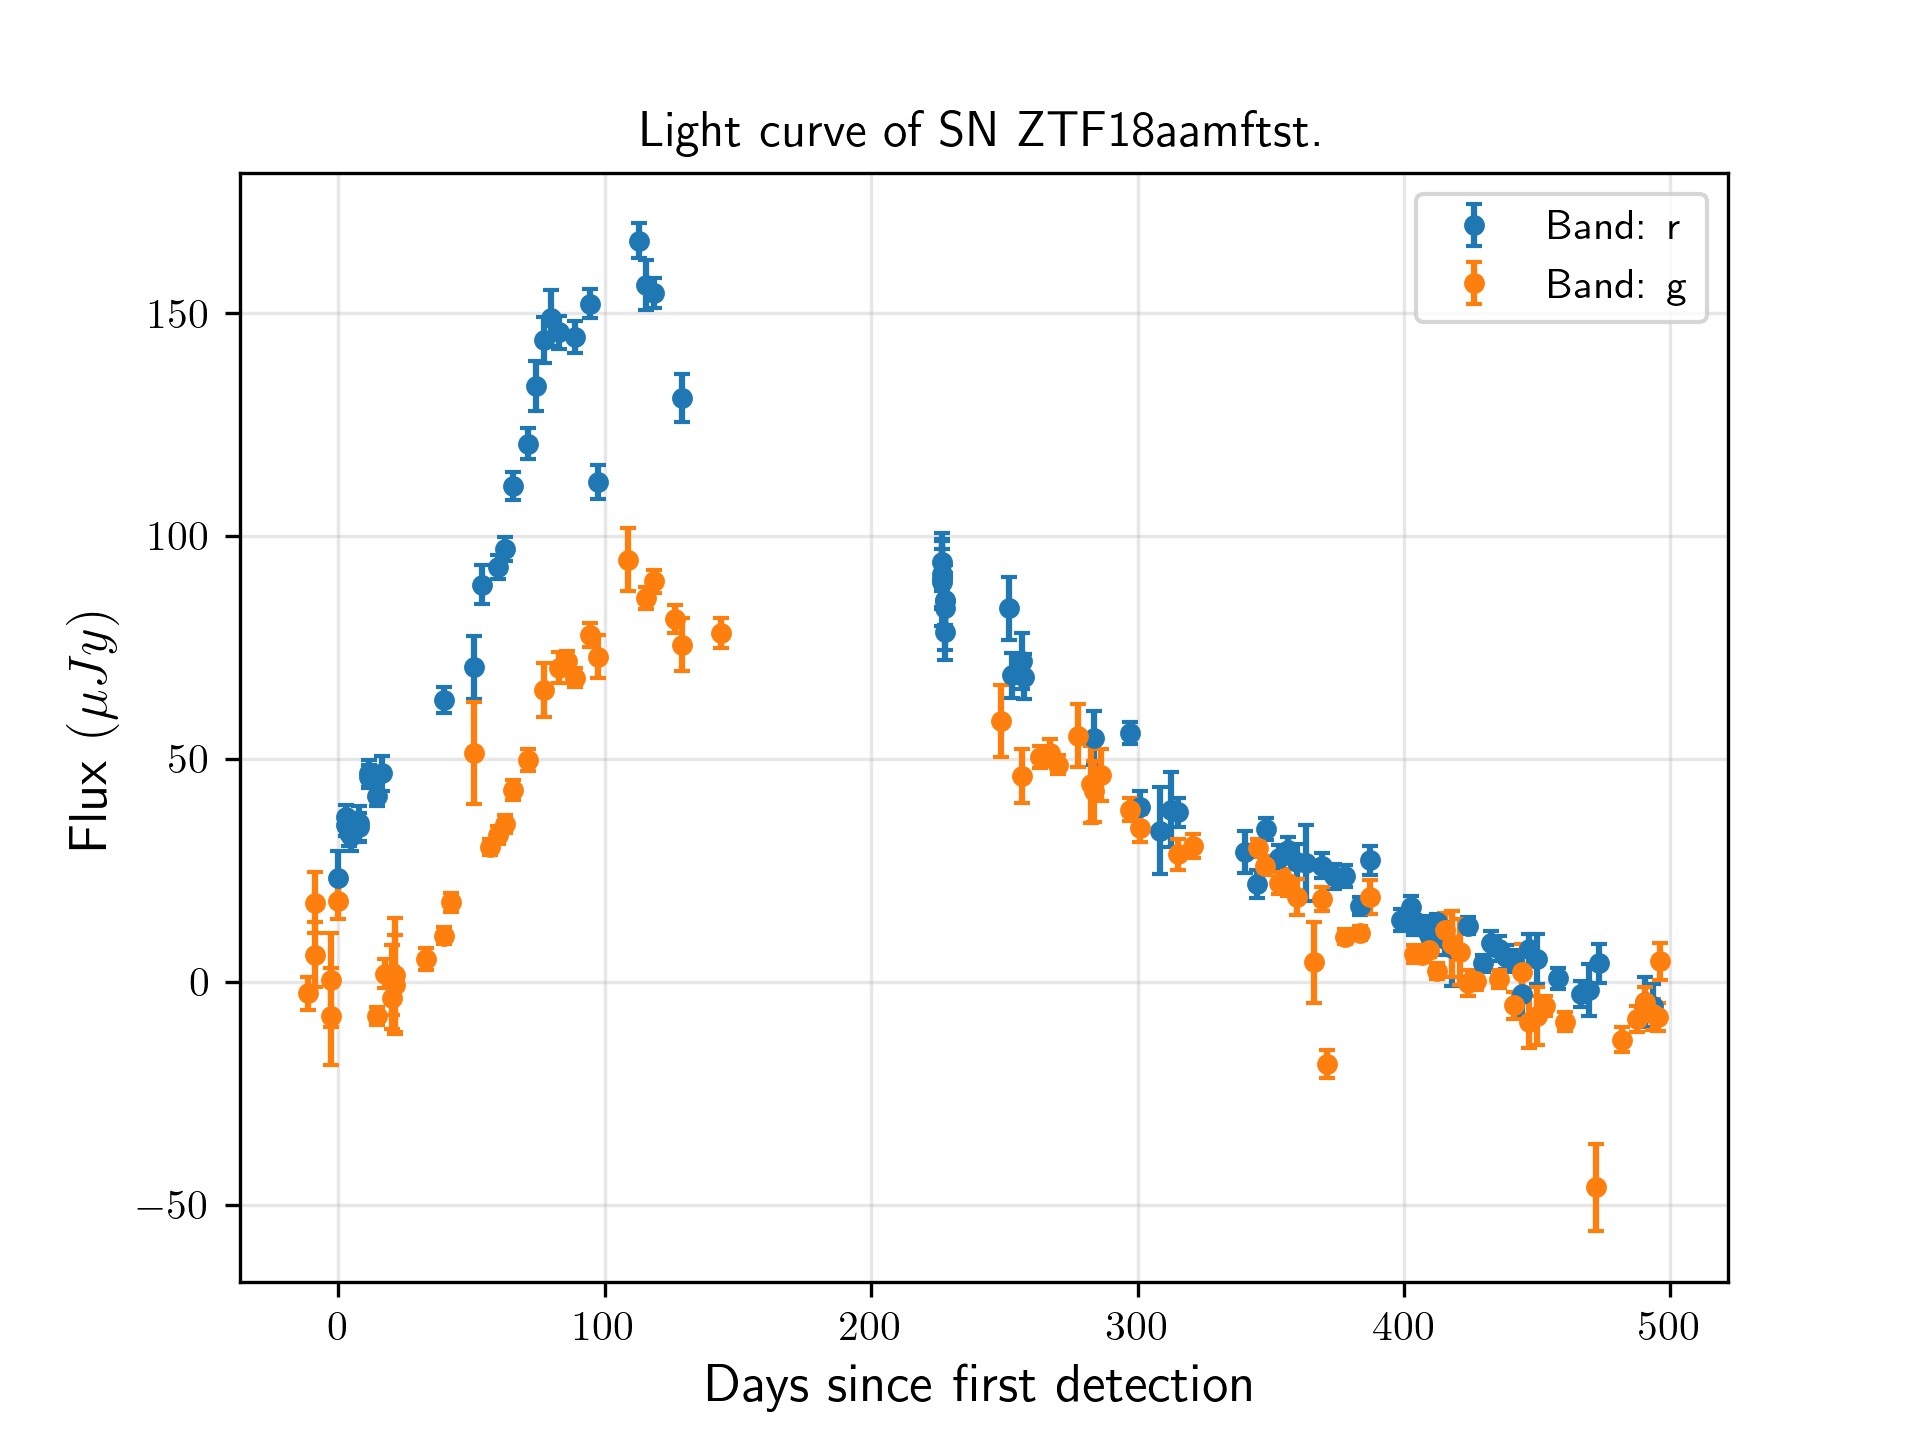 Light curve of SN ZTF18aamftst.
Band: r
Band: g
150
100
50
0
−50
Flux (μJy)
0 100 200 300 400 500
Days since first detection